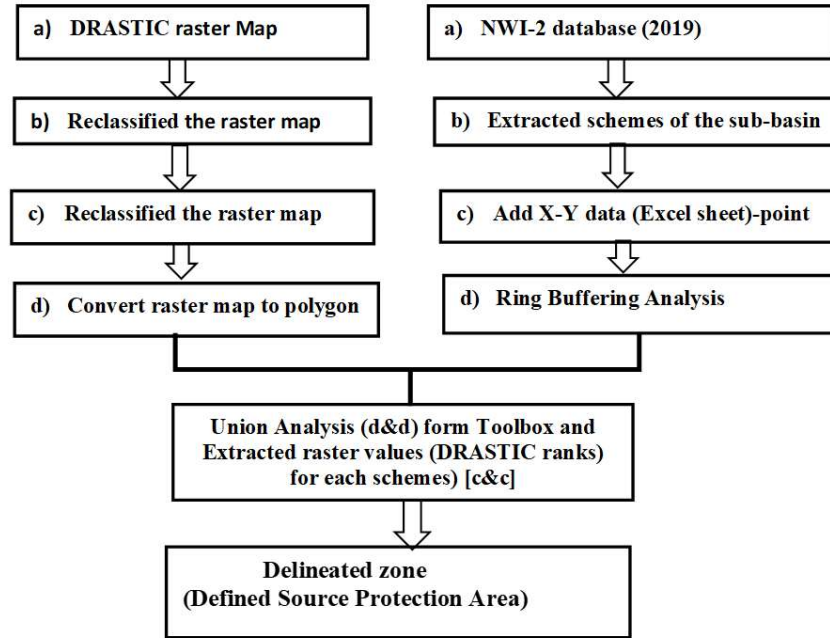 a) DRASTIC raster Map
b) Reclassified the raster map
c) Reclassified the raster map
d) Convert raster map to polygon
a) NWI-2 database (2019)
b) Extracted schemes of the sub-basin
c) Add X-Y data (Excel sheet)-point
d) Ring Buffering Analysis
Union Analysis (d&d) form Toolbox and
Extracted raster values (DRASTIC ranks)
for each schemes) [c&c]
Delineated zone
(Defined Source Protection Area)